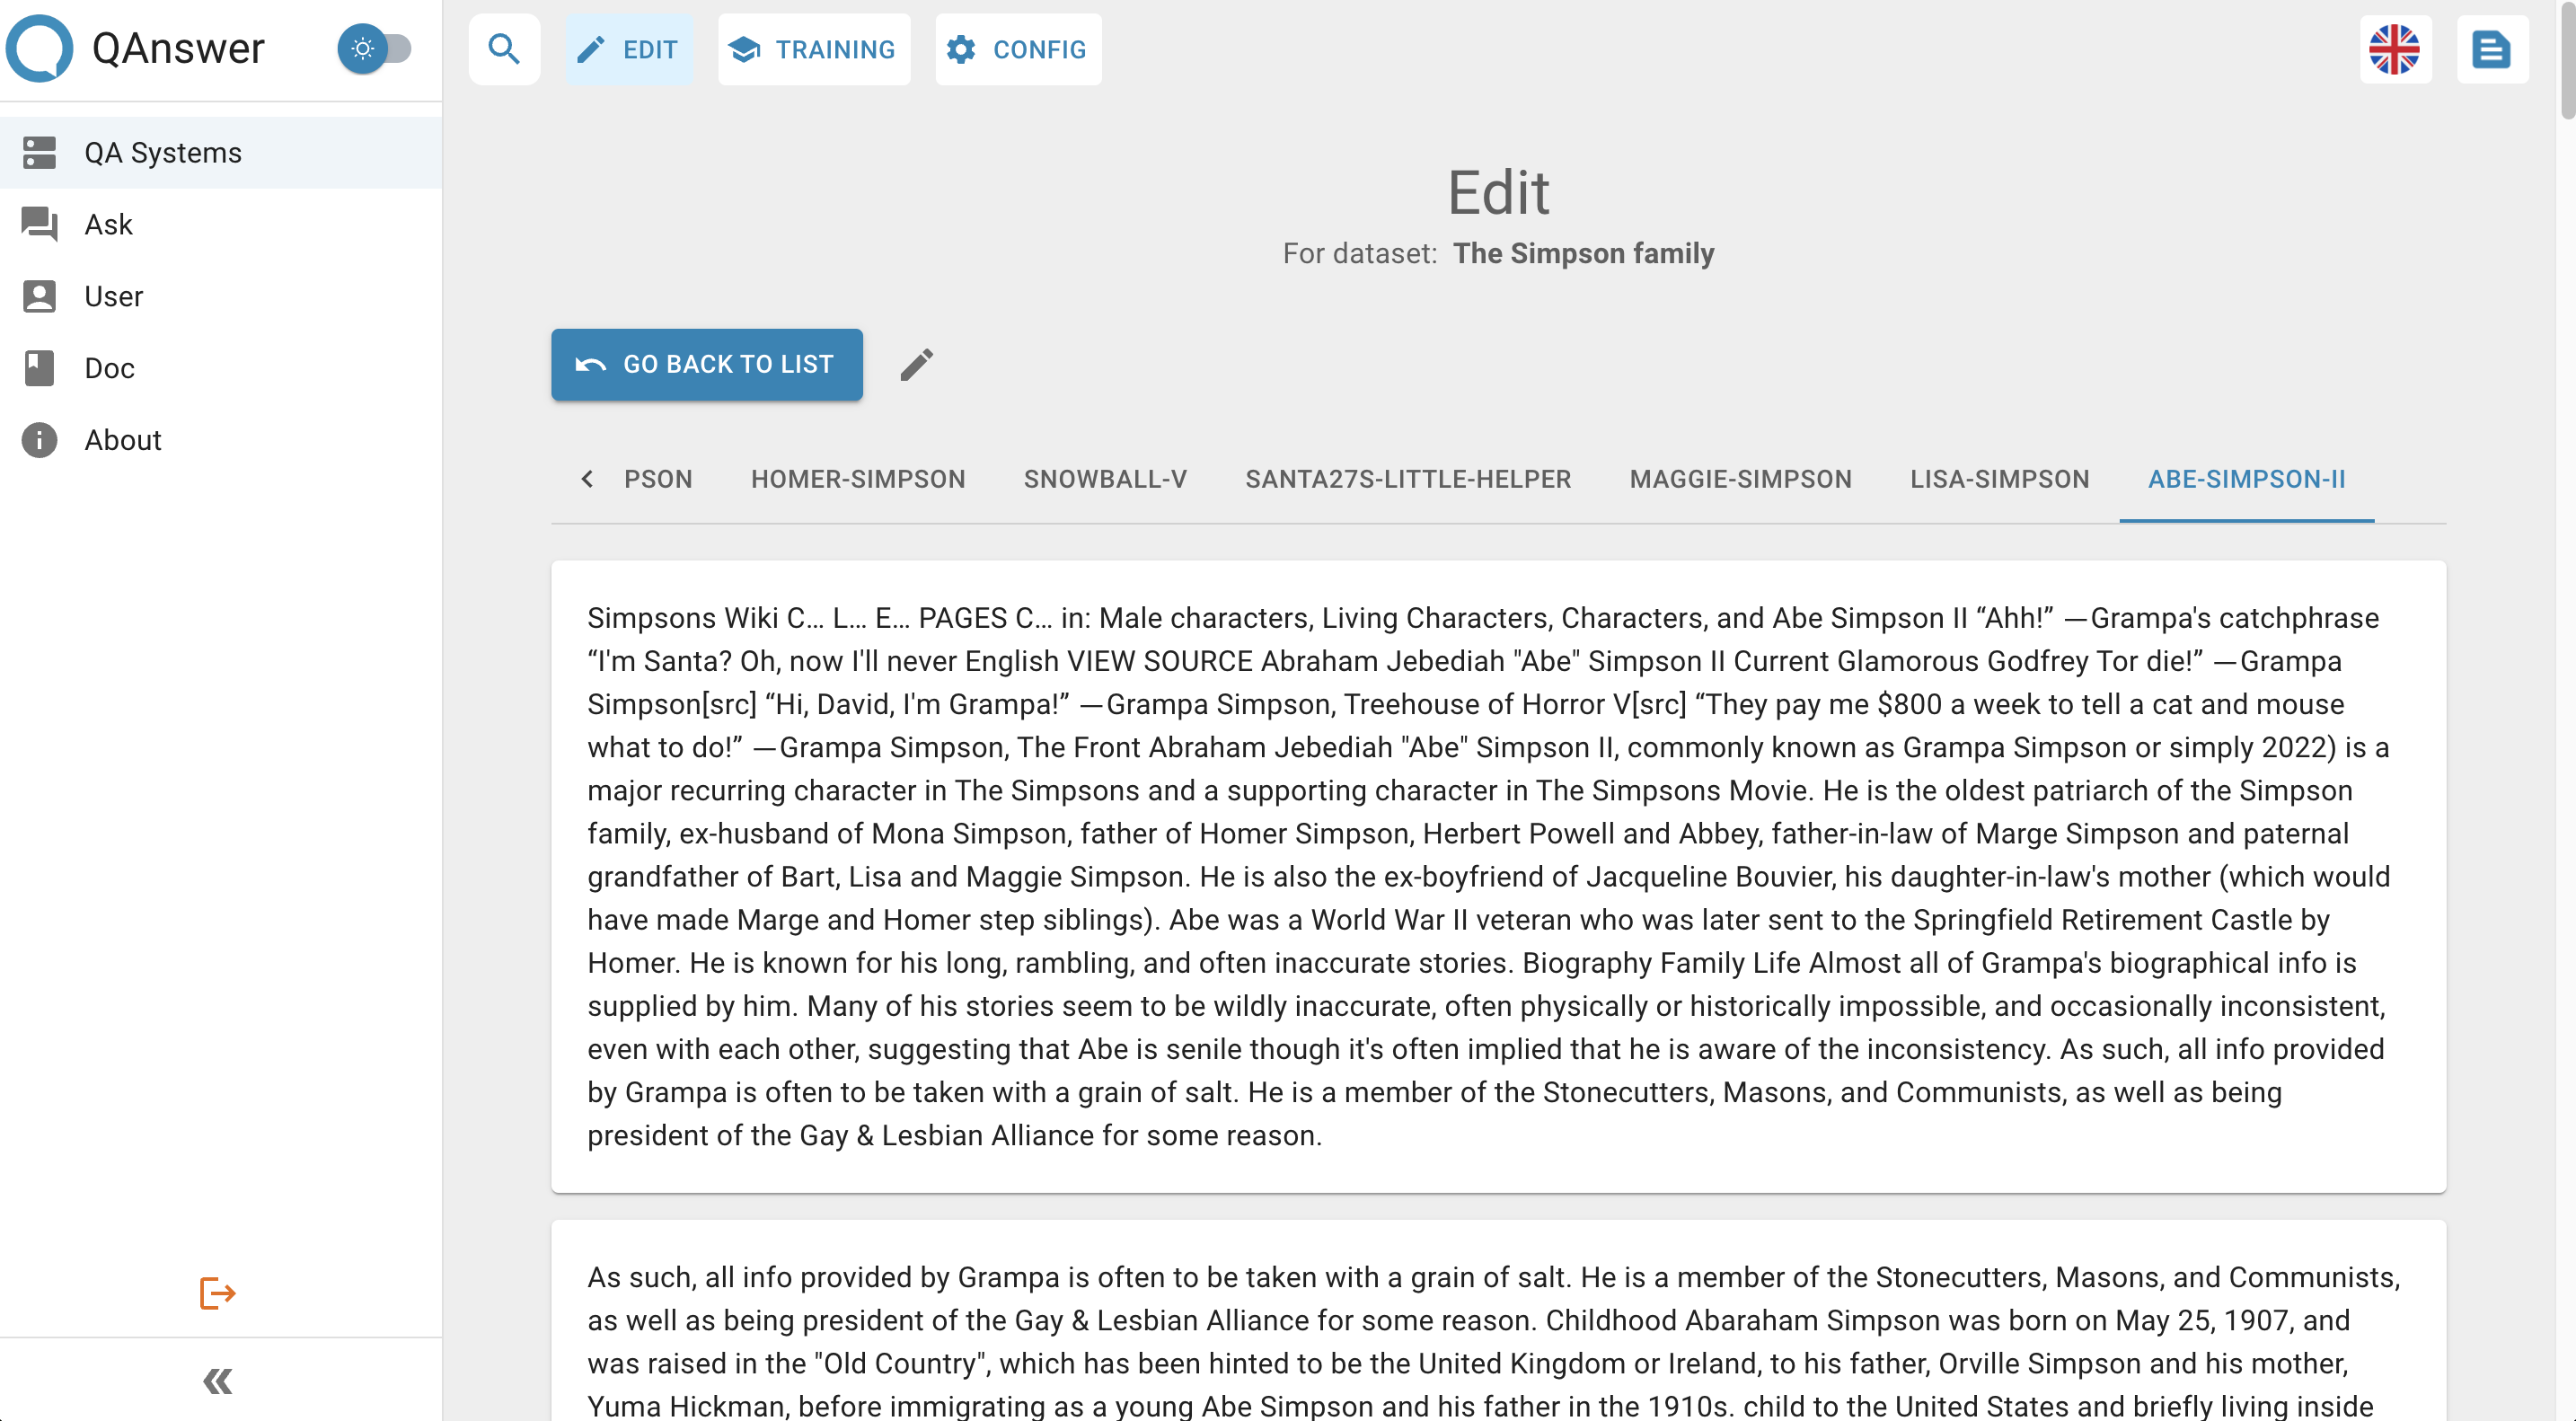 QAnswer
QA Systems
Ask
User
Doc
About
EDIT
TRAINING
CONFIG
Edit
For dataset: The Simpson family
GO BACK TO LIST
PSON
HOMER-SIMPSON
SNOWBALL-V
SANTA27S-LITTLE-HELPER
MAGGIE-SIMPSON
LISA-SIMPSON
ABE-SIMPSON-II
Simpsons Wiki C... L... E... PAGES C... in: Male characters, Living Characters, Characters, and Abe Simpson II “Ahh!” —Grampa's catchphrase
“I'm Santa? Oh, now I'll never English VIEW SOURCE Abraham Jebediah "Abe" Simpson II Current Glamorous Godfrey Tor die!” —Grampa
Simpson[src] “Hi, David, I'm Grampa!” —Grampa Simpson, Treehouse of Horror V[src] “They pay me $800 a week to tell a cat and mouse
what to do!” —Grampa Simpson, The Front Abraham Jebediah "Abe" Simpson II, commonly known as Grampa Simpson or simply 2022) is a
major recurring character in The Simpsons and a supporting character in The Simpsons Movie. He is the oldest patriarch of the Simpson
family, ex-husband of Mona Simpson, father of Homer Simpson, Herbert Powell and Abbey, father-in-law of Marge Simpson and paternal
grandfather of Bart, Lisa and Maggie Simpson. He is also the ex-boyfriend of Jacqueline Bouvier, his daughter-in-law's mother (which would
have made Marge and Homer step siblings). Abe was a World War II veteran who was later sent to the Springfield Retirement Castle by
Homer. He is known for his long, rambling, and often inaccurate stories. Biography Family Life Almost all of Grampa's biographical info is
supplied by him. Many of his stories seem to be wildly inaccurate, often physically or historically impossible, and occasionally inconsistent,
even with each other, suggesting that Abe is senile though it's often implied that he is aware of the inconsistency. As such, all info provided
by Grampa is often to be taken with a grain of salt. He is a member of the Stonecutters, Masons, and Communists, as well as being
president of the Gay & Lesbian Alliance for some reason.
As such, all info provided by Grampa is often to be taken with a grain of salt. He is a member of the Stonecutters, Masons, and Communists,
as well as being president of the Gay & Lesbian Alliance for some reason. Childhood Abaraham Simpson was born on May 25, 1907, and
was raised in the "Old Country", which has been hinted to be the United Kingdom or Ireland, to his father, Orville Simpson and his mother,
Yuma Hickman, before immigrating as a young Abe Simpson and his father in the 1910s. child to the United States and briefly living inside